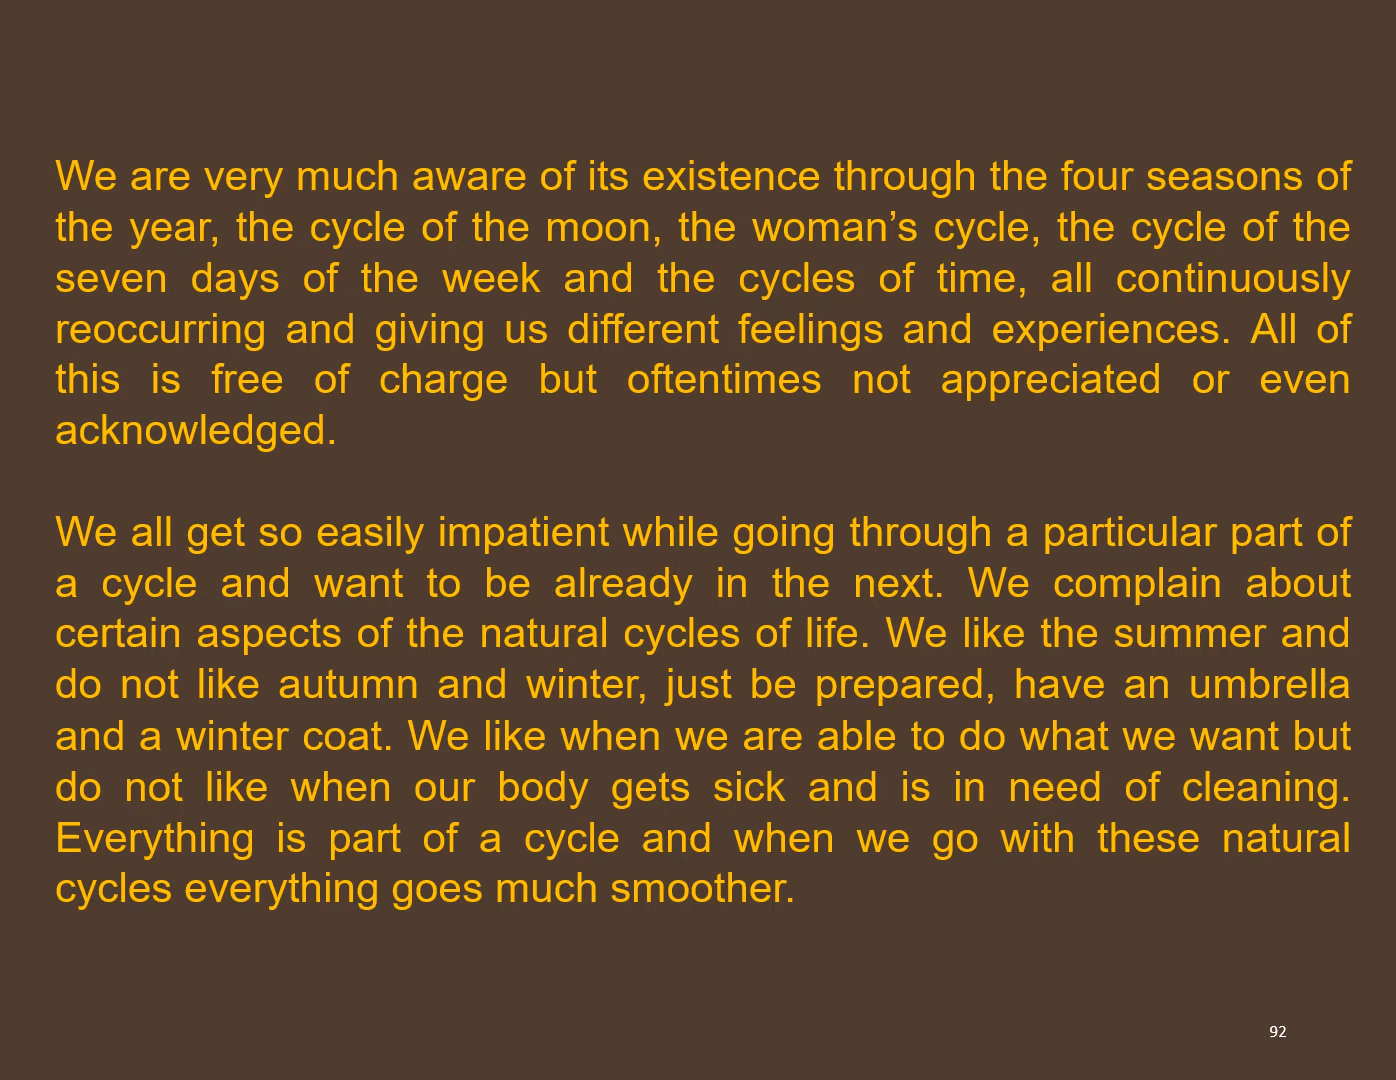 We are very much aware of its existence through the four seasons of
the year, the cycle of the moon, the woman’s cycle, the cycle of the
seven days of the week and the cycles of time, all continuously
reoccurring and giving us different feelings and experiences. All of
this is free of charge but oftentimes not appreciated or even
acknowledged.
We all get so easily impatient while going through a particular part of
a cycle and want to be already in the next. We complain about
certain aspects of the natural cycles of life. We like the summer and
do not like autumn and winter, just be prepared, have an umbrella
and a winter coat. We like when we are able to do what we want but
do not like when our body gets sick and is in need of cleaning.
Everything is part of a cycle and when we go with these natural
cycles everything goes much smoother.
92